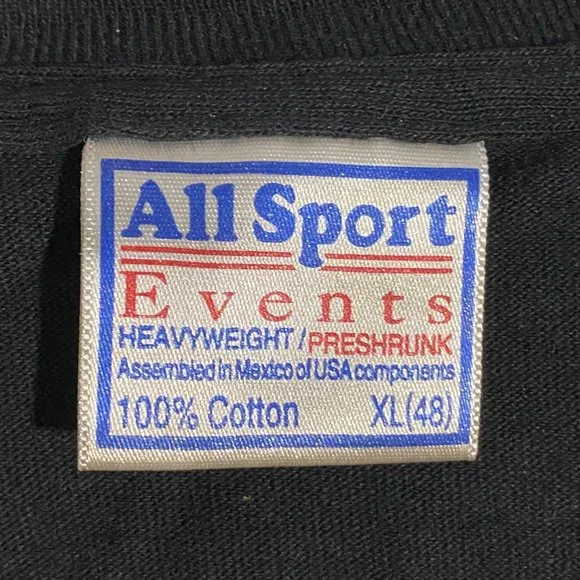 All Sport
Events
HEAVYWEIGHT/PRESHRUNK
Assembled in Mexico of USA components
100% Cotton XL(48)